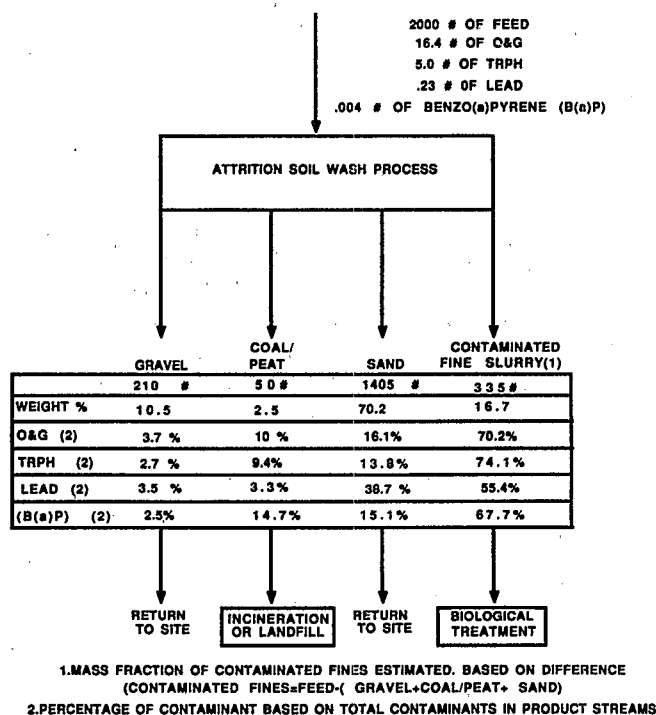 2000 # OF FEED
16.4 # OF O&G
5.0 # OF TRPH
.23 # OF LEAD
.004 # OF BENZO(a)PYRENE (B(a)P)
ATTRITION SOIL WASH PROCESS
GRAVEL COAL/ PEAT SAND CONTAMINATED FINE SLURRY(1)
210 # 50# 1405 # 335#
WEIGHT % 10.5 2.5 70.2 16.7
O&G (2) 3.7 % 10 % 16.1% 70.2%
TRPH (2) 2.7 % 9.4% 13.8% 74.1%
LEAD (2) 3.5 % 3.3% 38.7 % 55.4%
(B(a)P) (2) 2.5% 14.7% 15.1% 67.7%
RETURN TO SITE INCINERATION OR LANDFILL RETURN TO SITE BIOLOGICAL TREATMENT
1.MASS FRACTION OF CONTAMINATED FINES ESTIMATED. BASED ON DIFFERENCE
(CONTAMINATED FINES=FEED-( GRAVEL+COAL/PEAT+ SAND)
2.PERCENTAGE OF CONTAMINANT BASED ON TOTAL CONTAMINANTS IN PRODUCT STREAMS